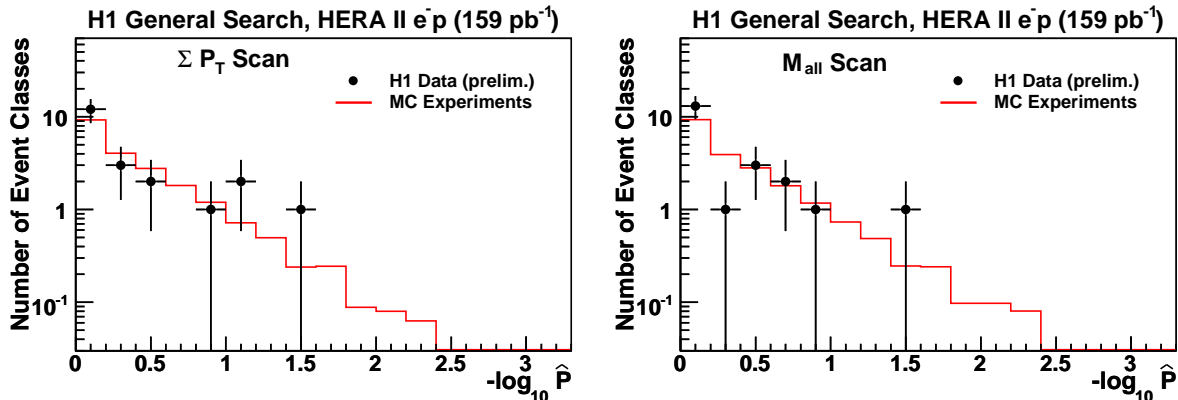 H1 General Search, HERA II e⁻p (159 pb⁻¹)
Σ P_T Scan
H1 Data (prelim.)
MC Experiments
Number of Event Classes
10
1
10⁻¹
0 0.5 1 1.5 2 2.5 3
-log₁₀ P̂
H1 General Search, HERA II e⁻p (159 pb⁻¹)
M_all Scan
H1 Data (prelim.)
MC Experiments
Number of Event Classes
10
1
10⁻¹
0 0.5 1 1.5 2 2.5 3
-log₁₀ P̂